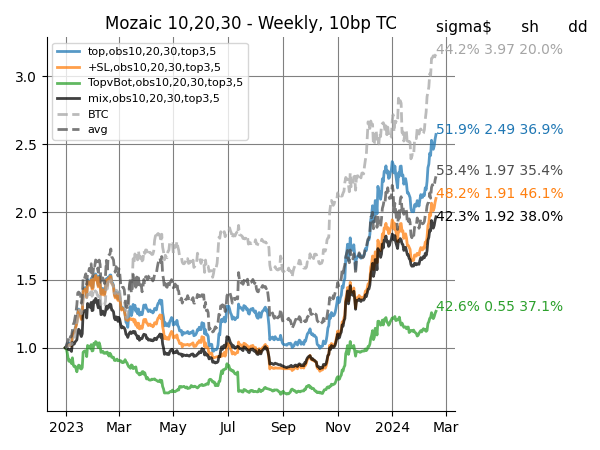 Mozaic 10,20,30 - Weekly, 10bp TC
sigma$ sh dd
top,obs10,20,30,top3,5
+SL,obs10,20,30,top3,5
TopvBot,obs10,20,30,top3,5
mix,obs10,20,30,top3,5
BTC
avg
44.2% 3.97 20.0%
51.9% 2.49 36.9%
53.4% 1.97 35.4%
48.2% 1.91 46.1%
42.3% 1.92 38.0%
42.6% 0.55 37.1%
3.0
2.5
2.0
1.5
1.0
2023 Mar May Jul Sep Nov 2024 Mar